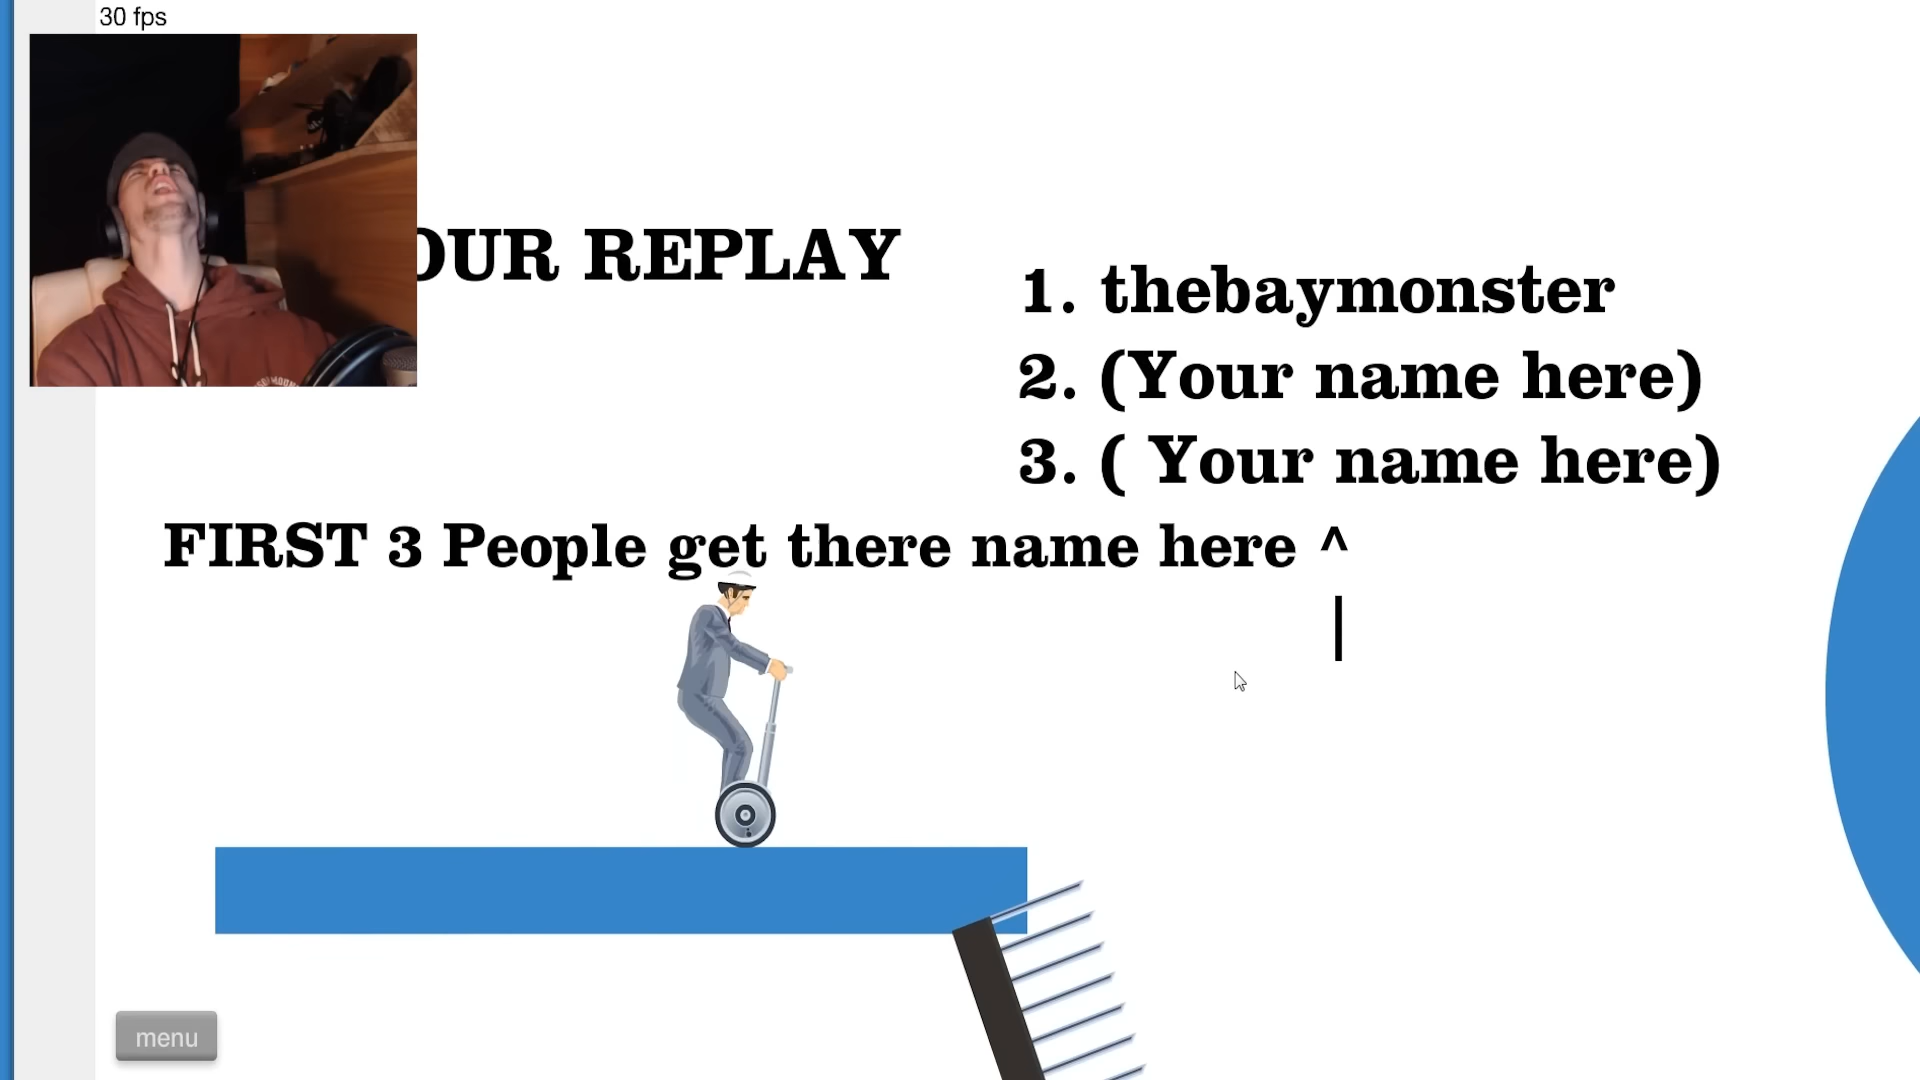 30 fps
OUR REPLAY
1. thebaymonster
2. (Your name here)
3. ( Your name here)
FIRST 3 People get there name here ^
|
menu